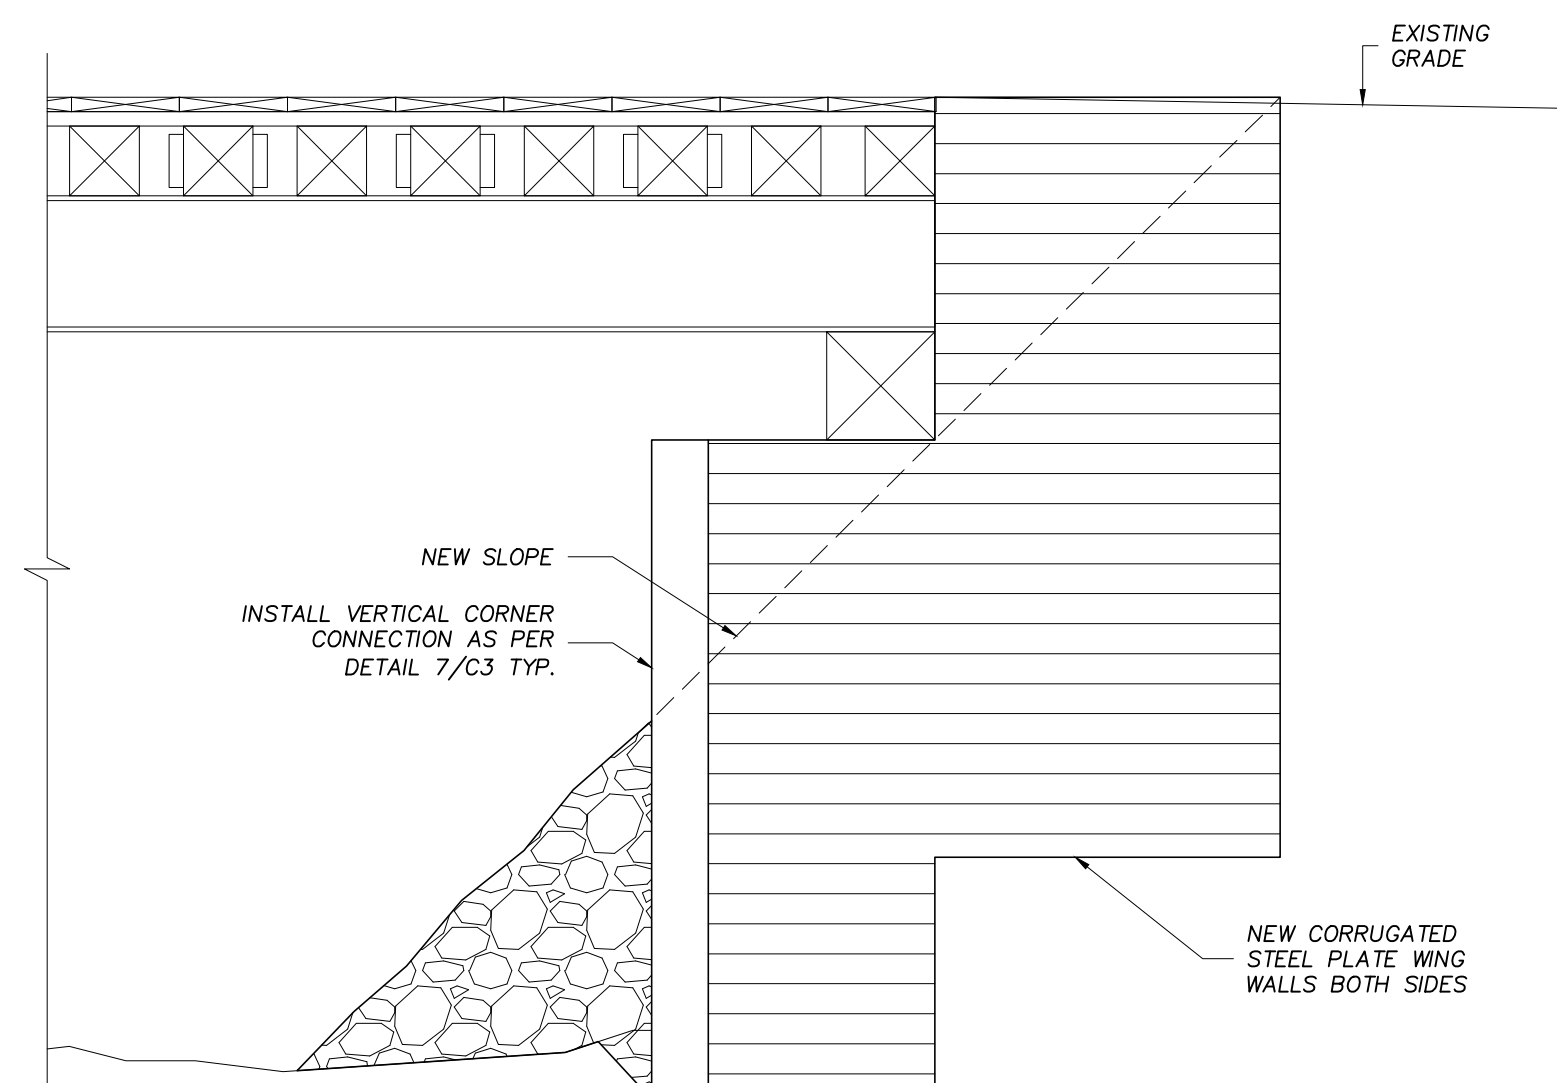 EXISTING
GRADE
NEW SLOPE
INSTALL VERTICAL CORNER
CONNECTION AS PER
DETAIL 7/C3 TYP.
NEW CORRUGATED
STEEL PLATE WING
WALLS BOTH SIDES